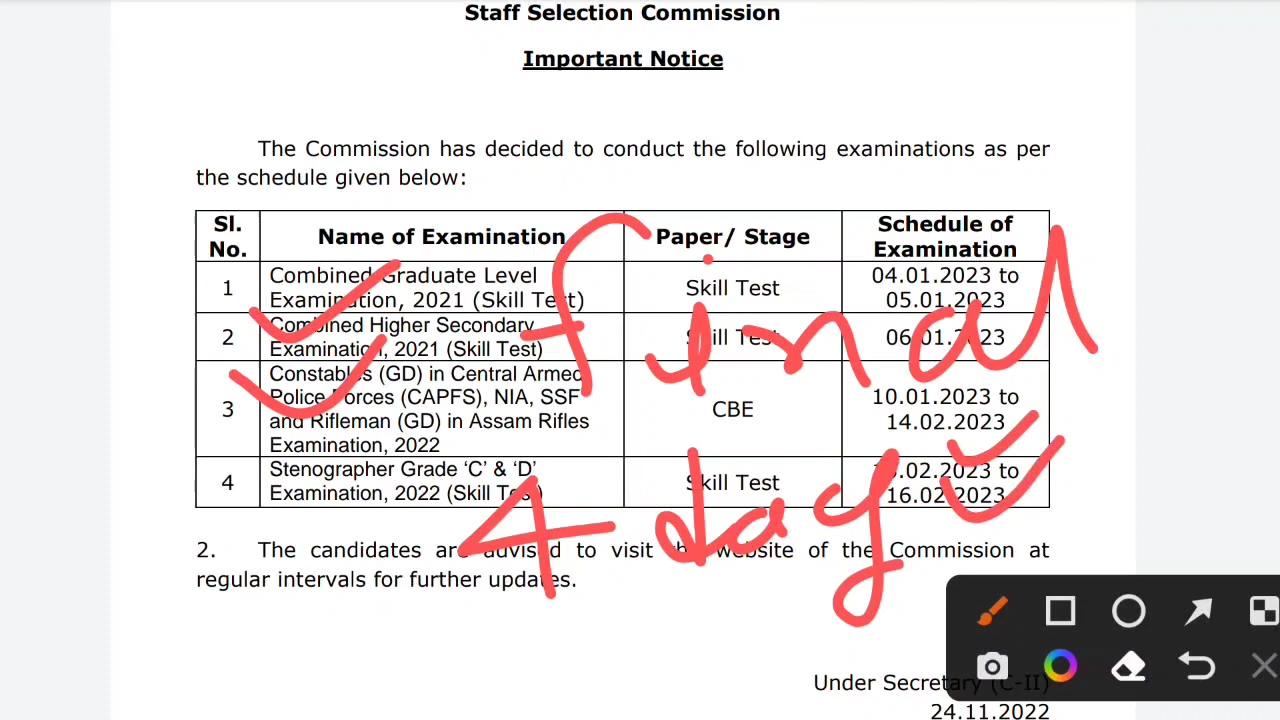 Staff Selection Commission
Important Notice
The Commission has decided to conduct the following examinations as per
the schedule given below:
Sl. No. Name of Examination Paper/ Stage Schedule of Examination
1 Combined Graduate Level Examination, 2021 (Skill Test) Skill Test 04.01.2023 to 05.01.2023
2 Combined Higher Secondary Examination, 2021 (Skill Test) Skill Test 06.01.2023
3 Constables (GD) in Central Armed Police Forces (CAPFS), NIA, SSF and Rifleman (GD) in Assam Rifles Examination, 2022 CBE 10.01.2023 to 14.02.2023
4 Stenographer Grade ‘C’ & ‘D’ Examination, 2022 (Skill Test) Skill Test .02.2023 to 16.02.2023
final
4 day
2. The candidates are advised to visit the website of the Commission at
regular intervals for further updates.
Under Secretary (C-II)
24.11.2022